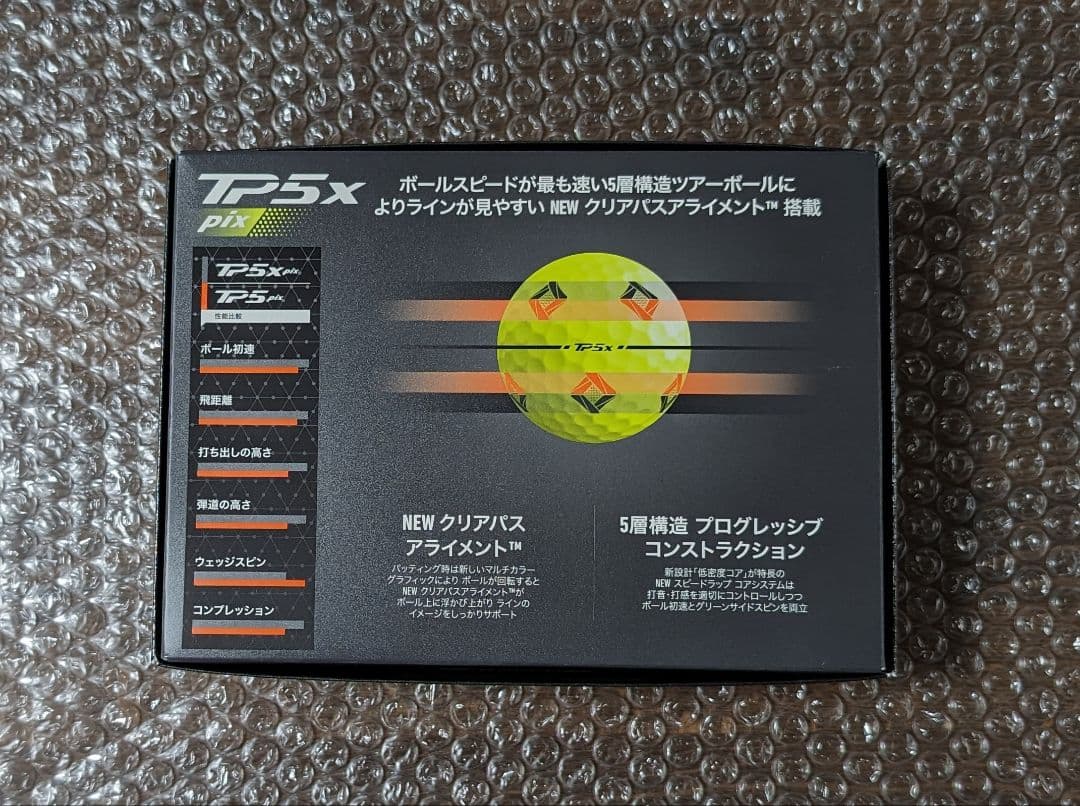 TP5x
pix
ボールスピードが最も速い5層構造ツアーボールに
よりラインが見やすい NEW クリアパスアライメント™ 搭載
TP5x pix
TP5 pix
性能比較
ボール初速
飛距離
打ち出しの高さ
弾道の高さ
ウェッジスピン
コンプレッション
TP5x
NEW クリアパス
アライメント™
パッティング時は新しいマルチカラー
グラフィックにより ボールが回転すると
NEW クリアパスアライメント™が
ボール上に浮かび上がり ラインの
イメージをしっかりサポート
5層構造 プログレッシブ
コンストラクション
新設計「低密度コア」が特長の
NEW スピードラップ コアシステムは
打音・打感を適切にコントロールしつつ
ボール初速とグリーンサイドスピンを両立